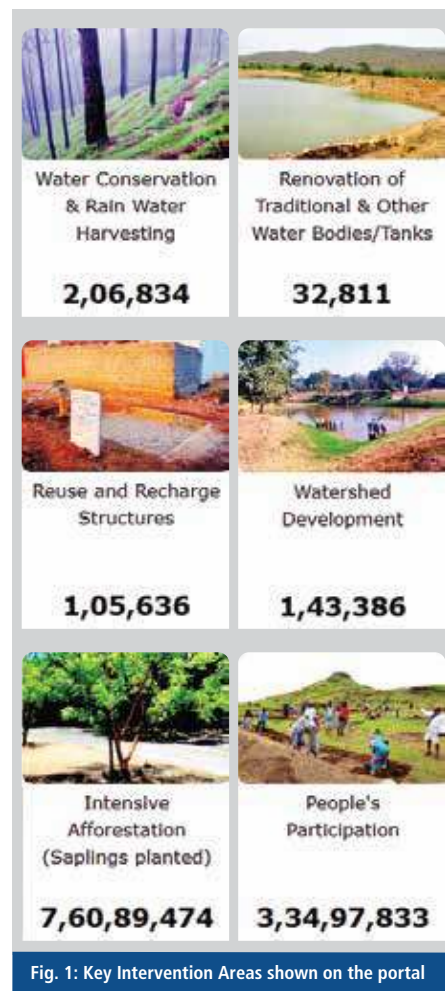 Water Conservation
& Rain Water
Harvesting
2,06,834
Renovation of
Traditional & Other
Water Bodies/Tanks
32,811
Reuse and Recharge
Structures
1,05,636
Watershed
Development
1,43,386
Intensive
Afforestation
(Saplings planted)
7,60,89,474
People's
Participation
3,34,97,833
Fig. 1: Key Intervention Areas shown on the portal